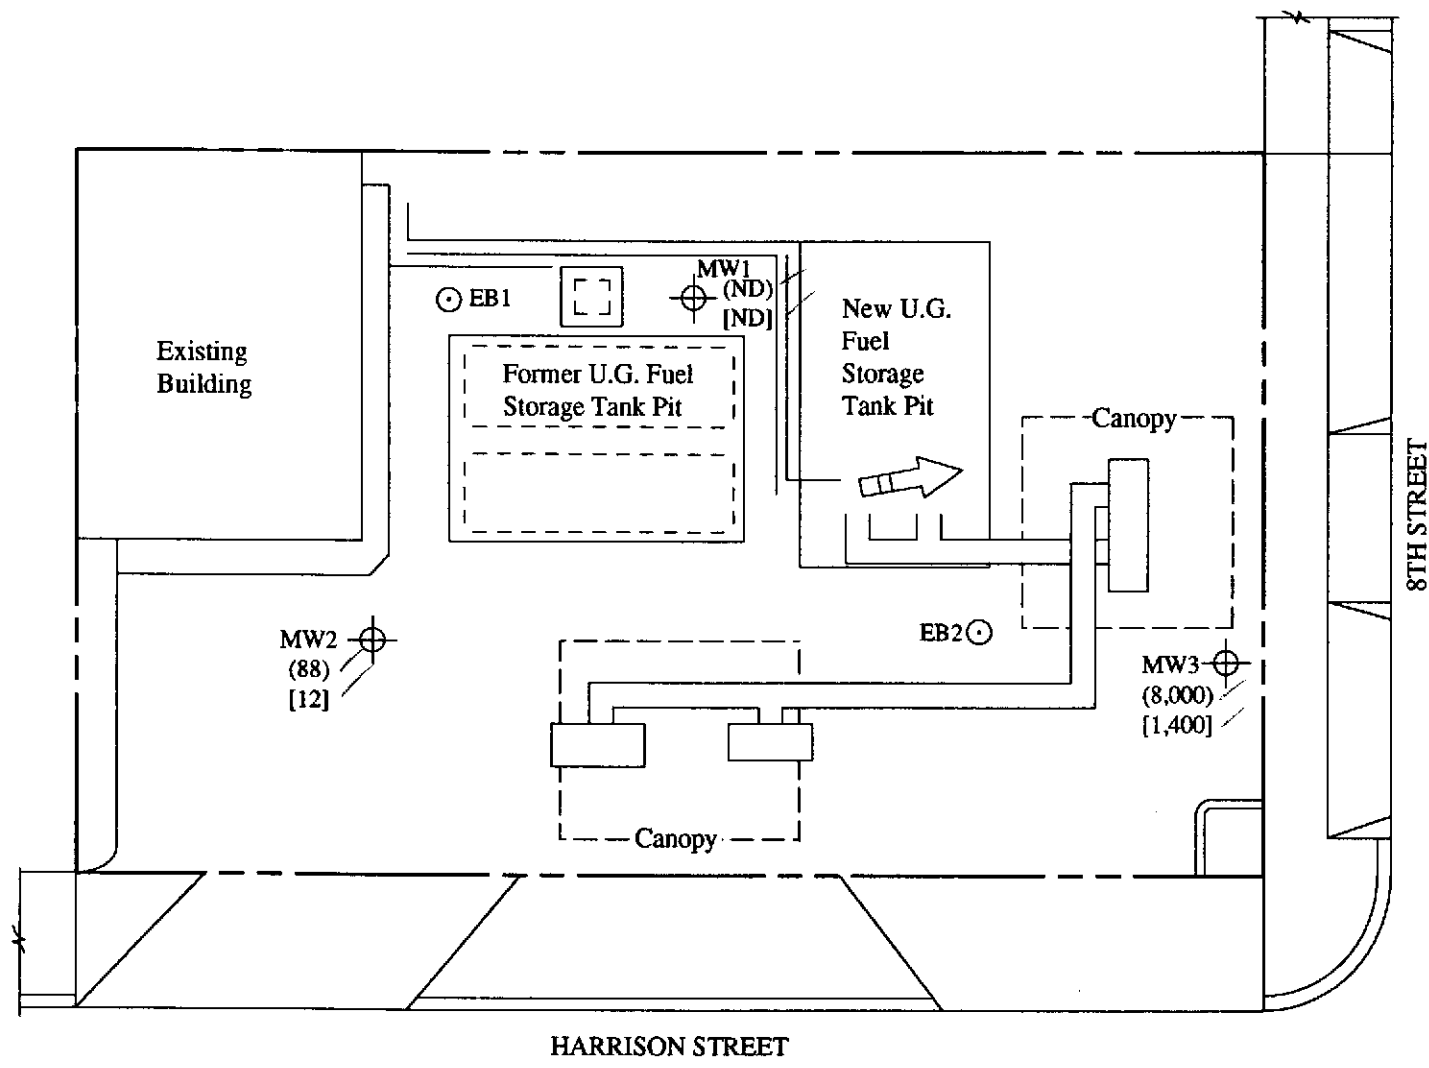 MW1
(ND)
[ND]
EB1
New U.G.
Fuel
Storage
Tank Pit
Existing
Building
Former U.G. Fuel
Storage Tank Pit
Canopy
8TH STREET
MW2
(88)
[12]
EB2
MW3
(8,000)
[1,400]
Canopy
HARRISON STREET